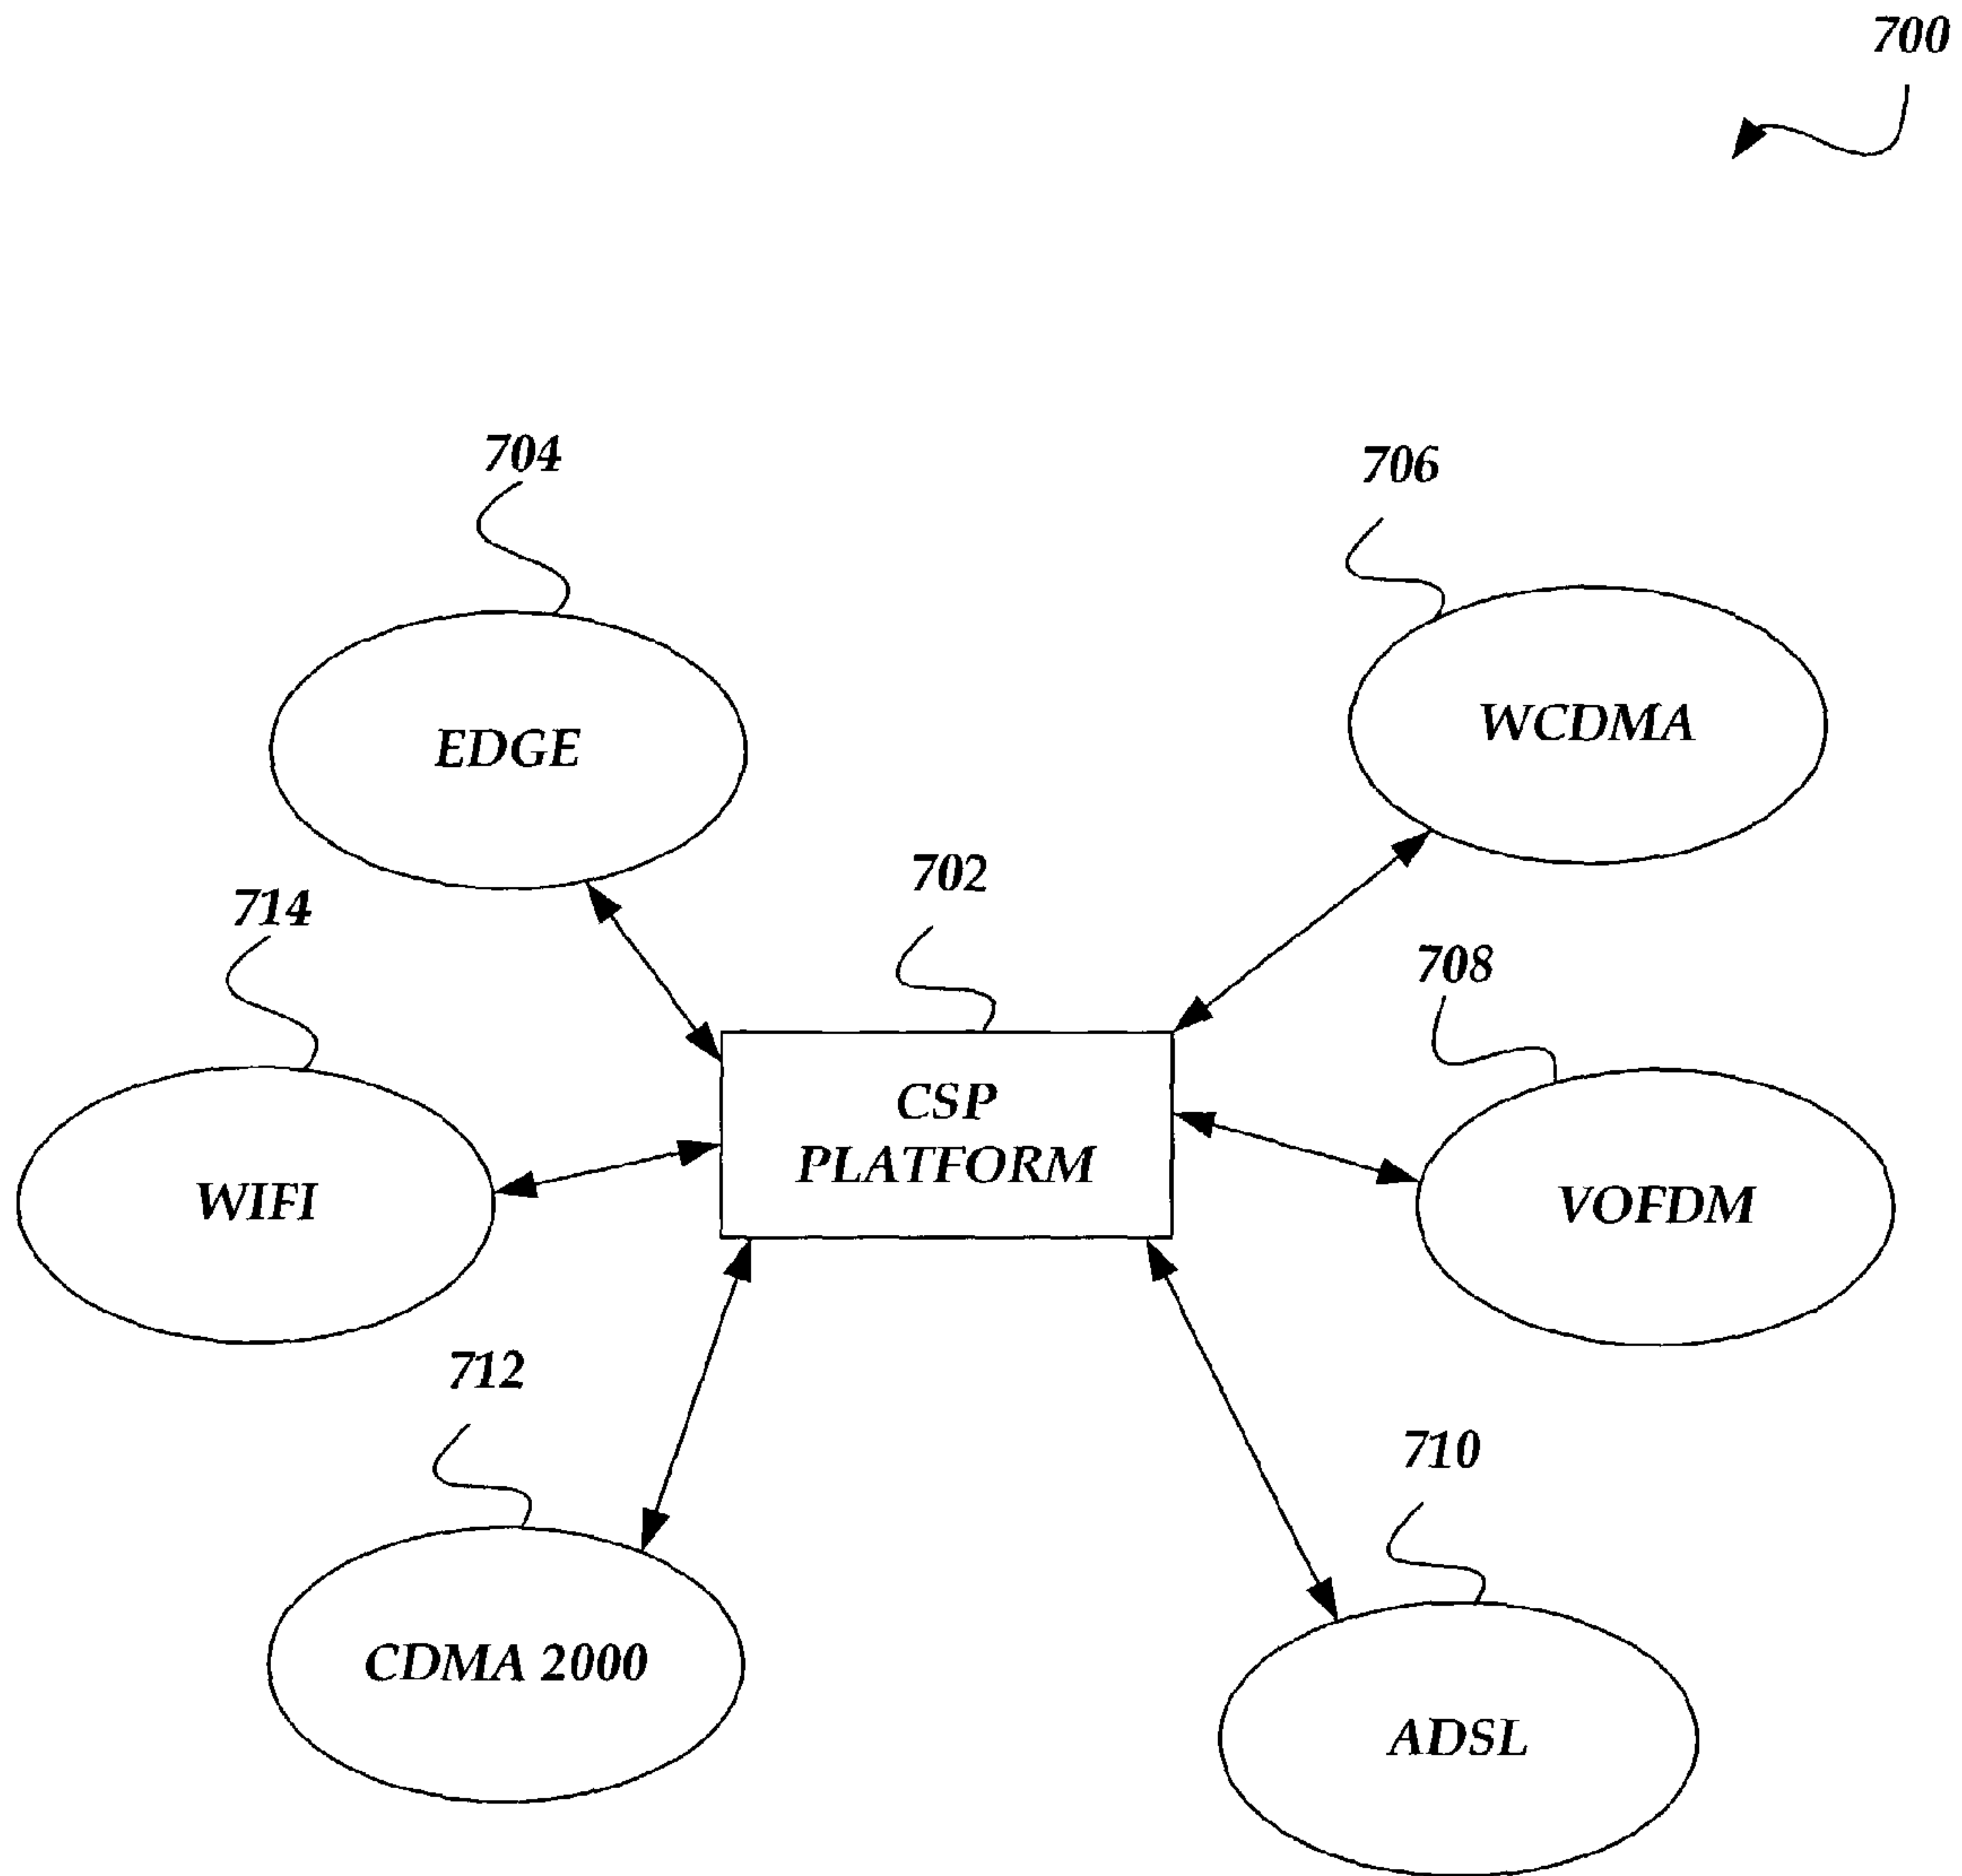 700
704
706
EDGE
WCDMA
702
714
708
CSP
PLATFORM
WIFI
VOFDM
712
710
CDMA 2000
ADSL